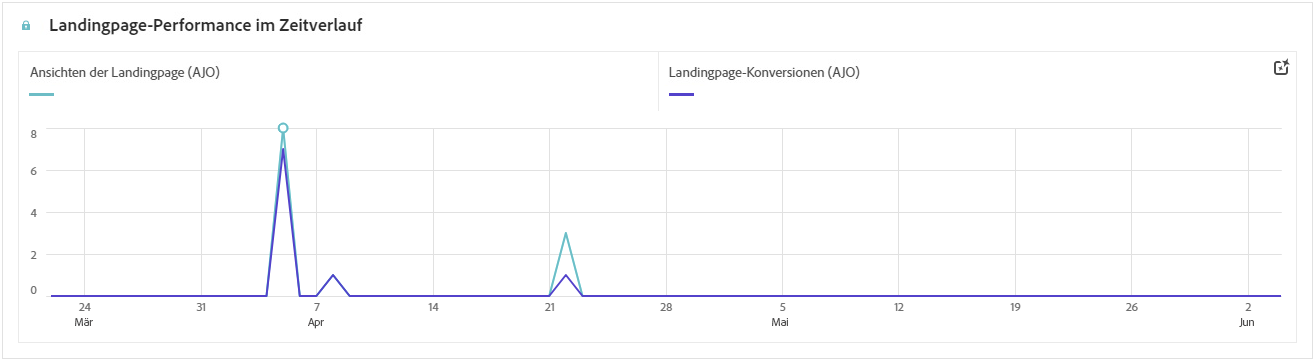 Landingpage-Performance im Zeitverlauf
Ansichten der Landingpage (AJO)
Landingpage-Konversionen (AJO)
8
6
4
2
0
24 31 7 14 21 28 5 12 19 26 2
Mär Apr Mai Jun